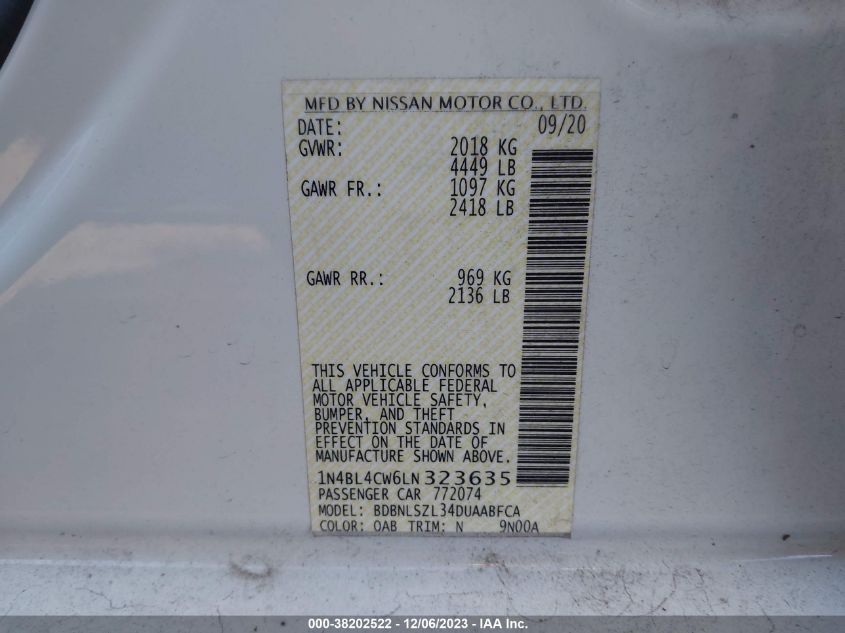 MFD BY NISSAN MOTOR CO., LTD.
DATE: 09/20
GVWR: 2018 KG
4449 LB
GAWR FR.: 1097 KG
2418 LB
GAWR RR.: 969 KG
2136 LB
THIS VEHICLE CONFORMS TO
ALL APPLICABLE FEDERAL
MOTOR VEHICLE SAFETY,
BUMPER, AND THEFT
PREVENTION STANDARDS IN
EFFECT ON THE DATE OF
MANUFACTURE SHOWN ABOVE.
1N4BL4CW6LN323635
PASSENGER CAR 772074
MODEL: BDBNLSZL34DUAABFCA
COLOR: QAB TRIM: N 9N00A
000-38202522 - 12/06/2023 - IAA Inc.